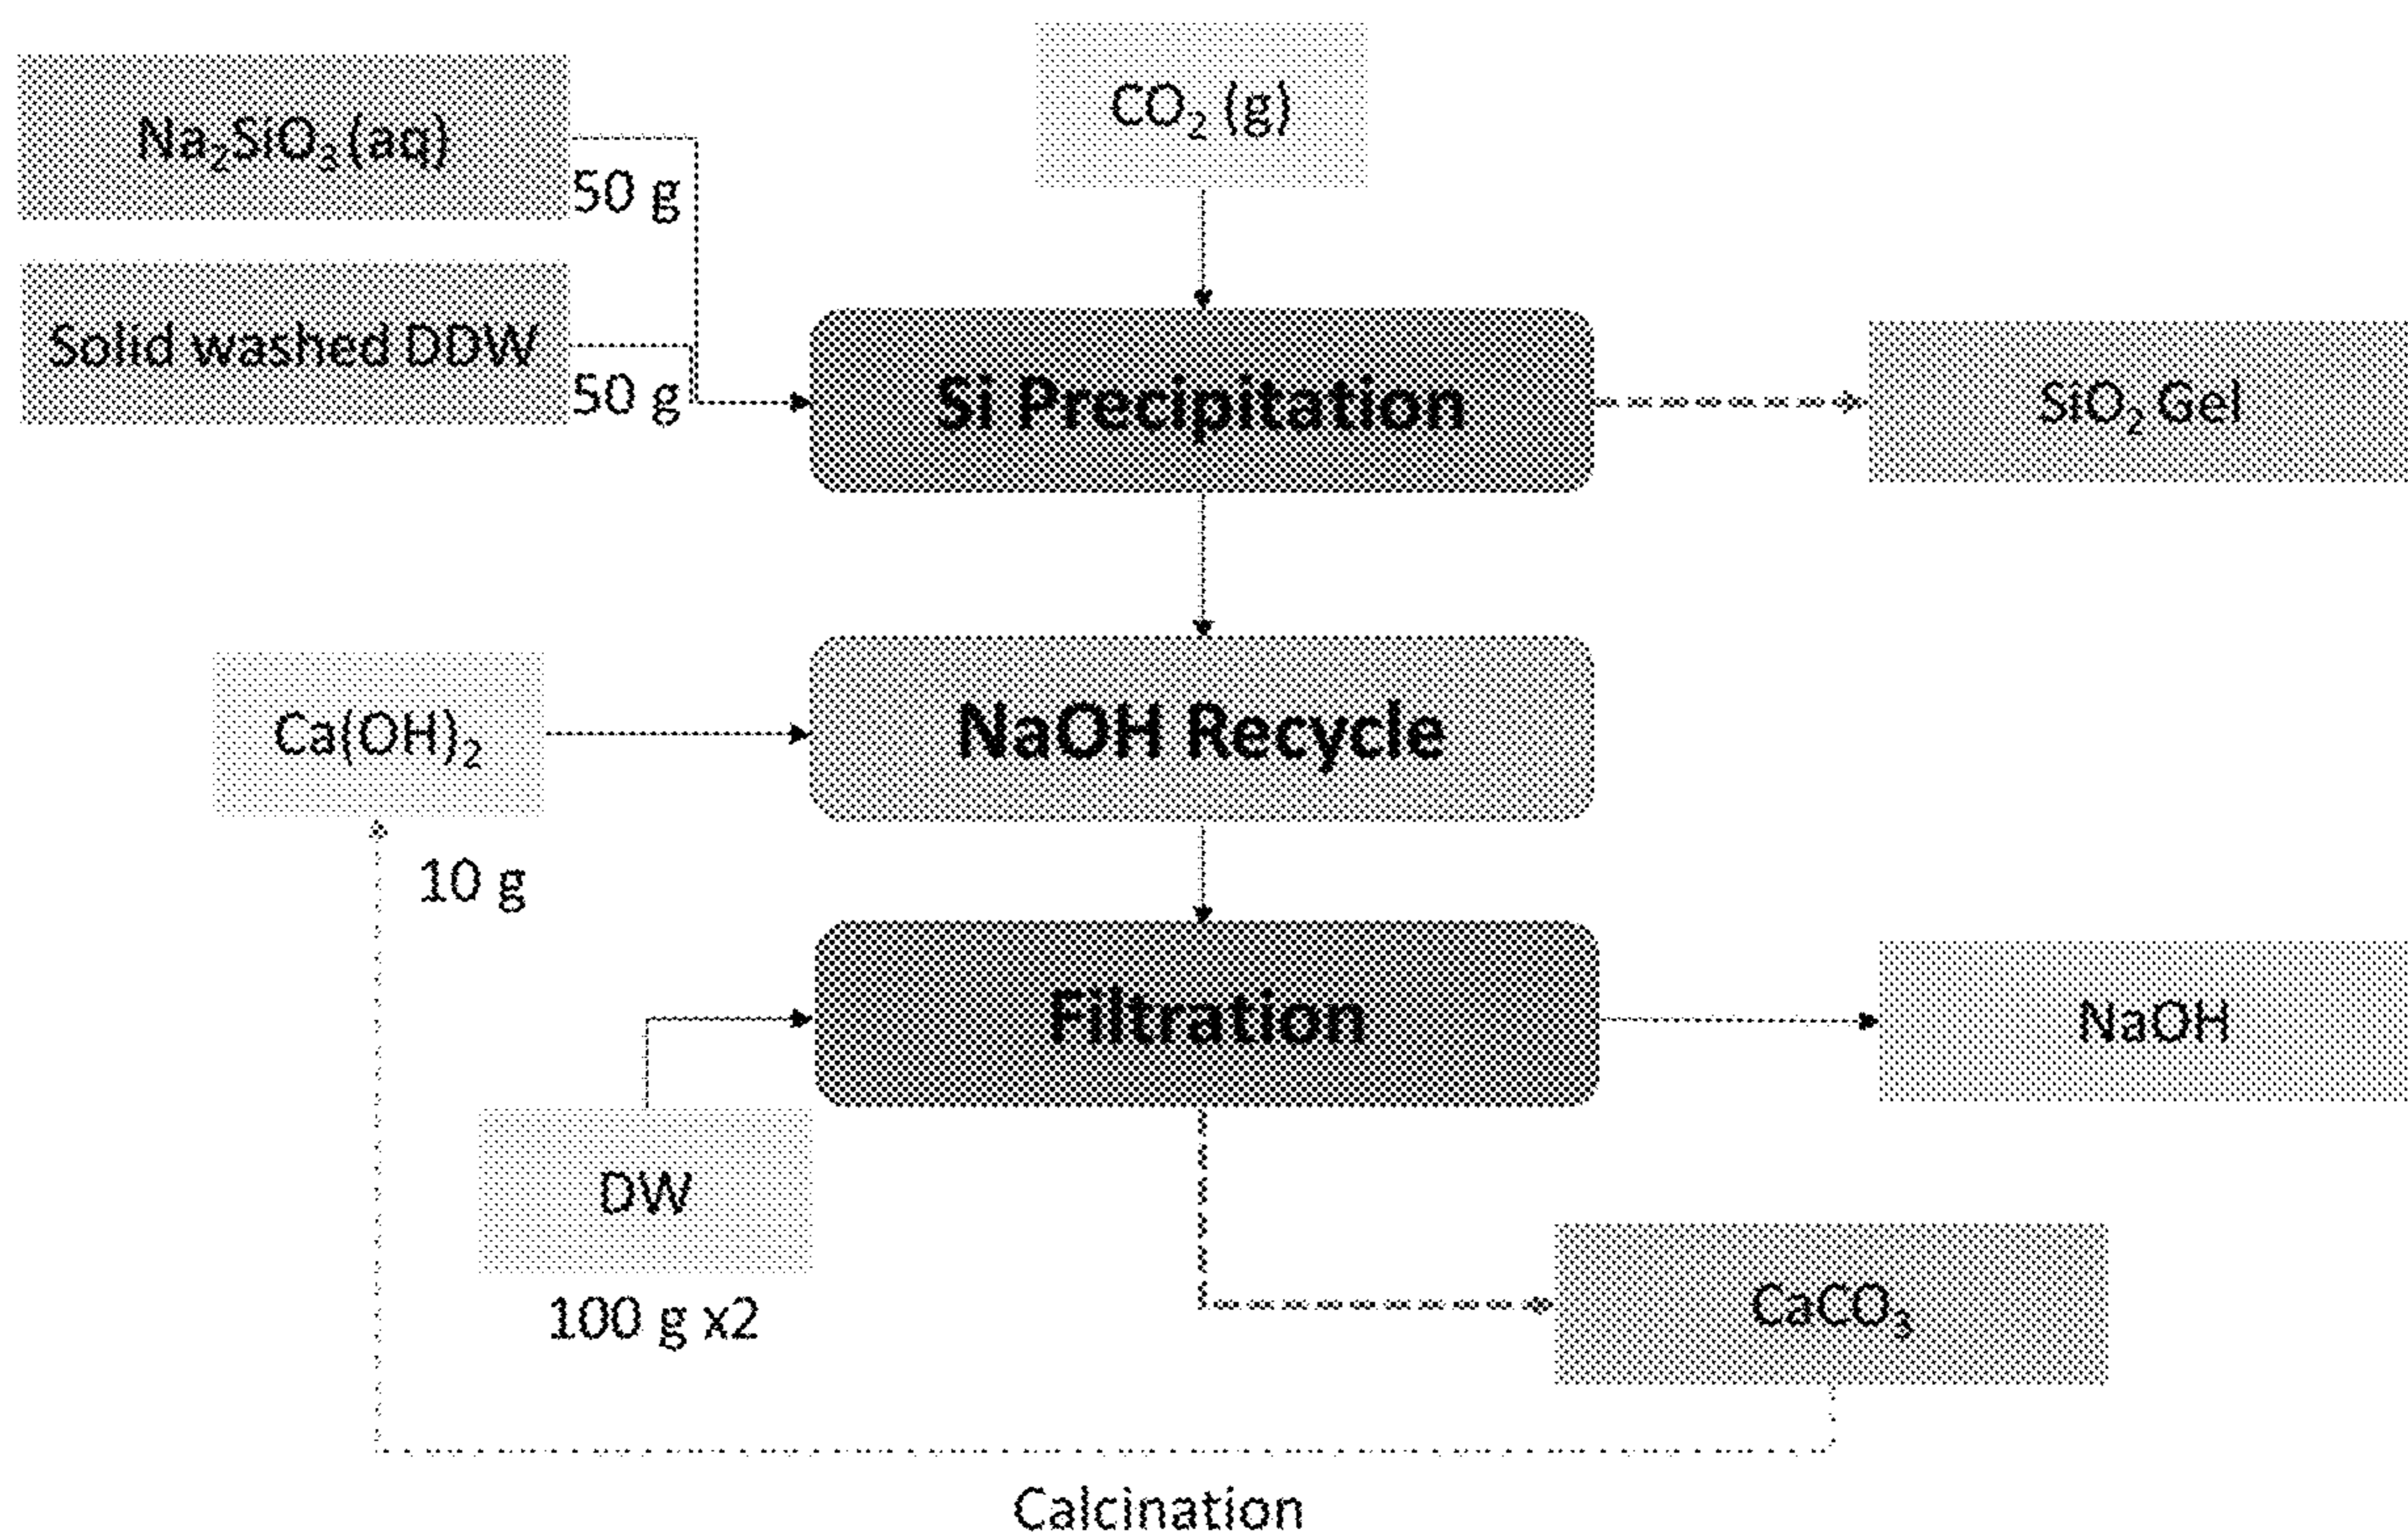 CO₂ (g)
Na₂SiO₃ (aq)
50 g
Solid washed DDW
50 g
Si Precipitation
SiO₂ Gel
Ca(OH)₂
NaOH Recycle
10 g
Filtration
NaOH
DW
100 g x2
CaCO₃
Calcination